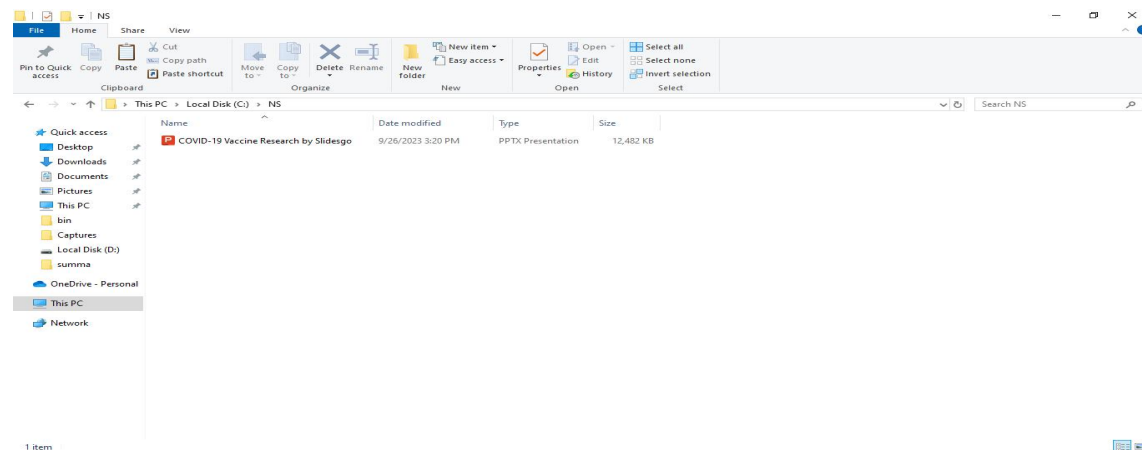 NS
File Home Share View
Pin to Quick access
Copy
Paste
Cut
Copy path
Paste shortcut
Clipboard
Move to
Copy to
Delete
Rename
Organize
New folder
New item
Easy access
New
Properties
Open
Edit
History
Open
Select all
Select none
Invert selection
Select
This PC > Local Disk (C:) > NS
Search NS
Name Date modified Type Size
COVID-19 Vaccine Research by Slidesgo 9/26/2023 3:20 PM PPTX Presentation 12,482 KB
Quick access
Desktop
Downloads
Documents
Pictures
This PC
bin
Captures
Local Disk (D:)
summa
OneDrive - Personal
This PC
Network
1 item